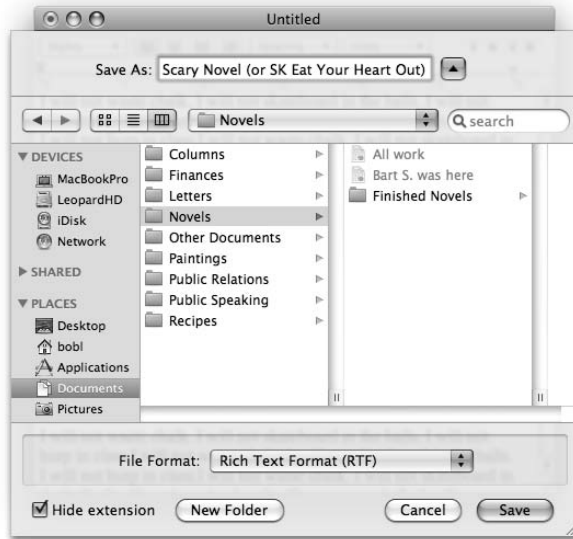 Untitled
Save As: Scary Novel (or SK Eat Your Heart Out)
Novels
search
DEVICES
MacBookPro
LeopardHD
iDisk
Network
SHARED
PLACES
Desktop
bobl
Applications
Documents
Pictures
Columns
Finances
Letters
Novels
Other Documents
Paintings
Public Relations
Public Speaking
Recipes
All work
Bart S. was here
Finished Novels
File Format: Rich Text Format (RTF)
Hide extension
New Folder
Cancel
Save